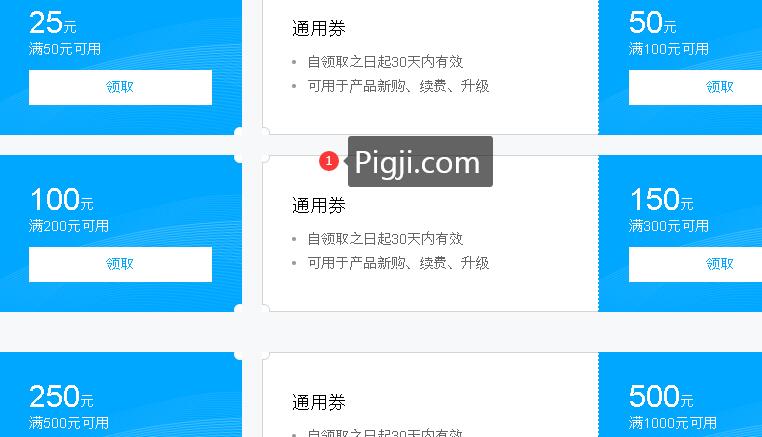 25元
满50元可用
领取
通用券
自领取之日起30天内有效
可用于产品新购、续费、升级
50元
满100元可用
领取
1 Pigji.com
100元
满200元可用
领取
通用券
自领取之日起30天内有效
可用于产品新购、续费、升级
150元
满300元可用
领取
250元
满500元可用
通用券
自领取之日起30天内有效
500元
满1000元可用